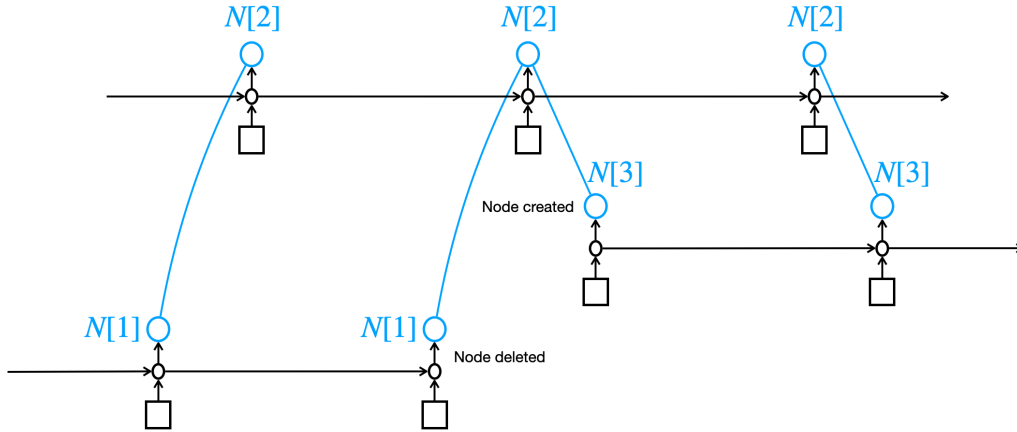 N[2] N[2] N[2]
N[3] N[3]
Node created
N[1] N[1]
Node deleted